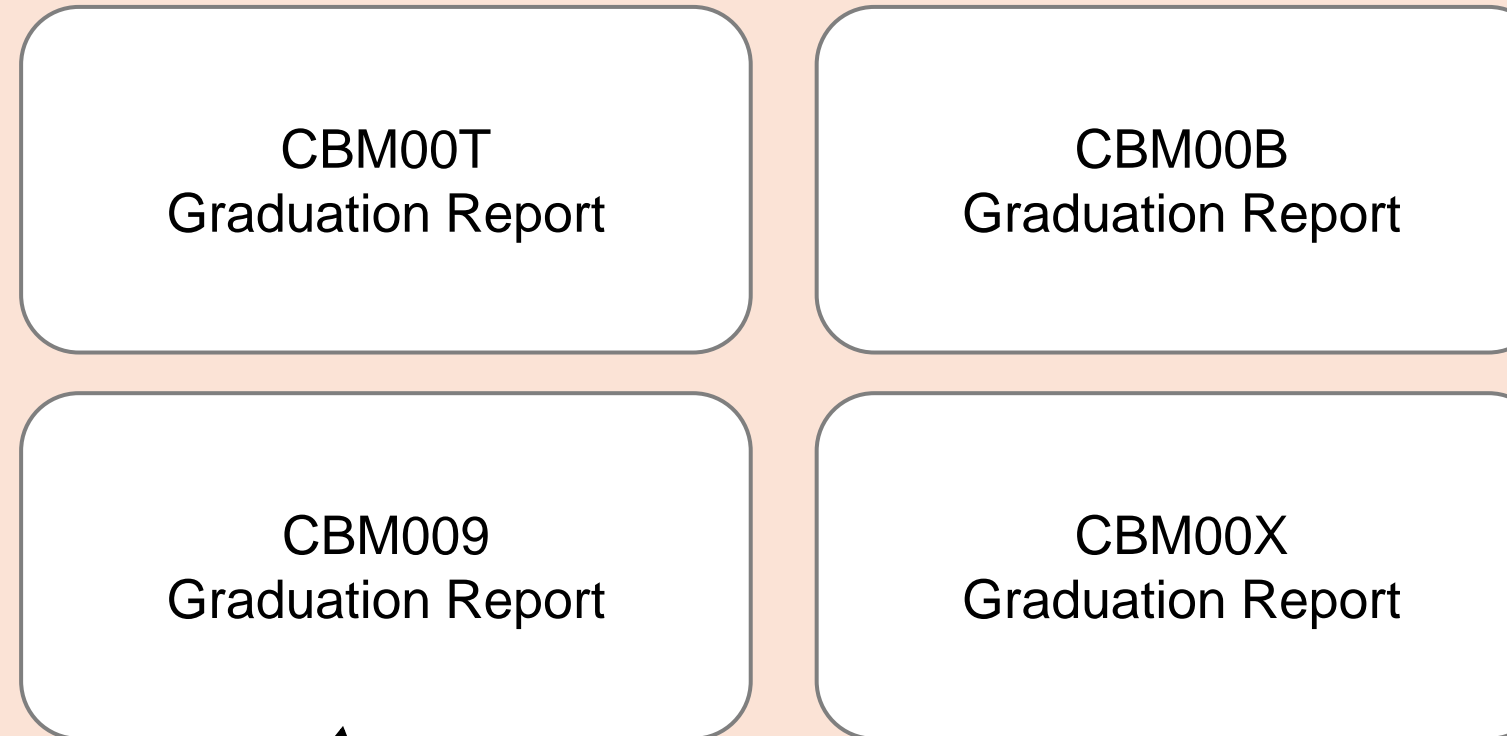 CBM00T
Graduation Report
CBM00B
Graduation Report
CBM009
Graduation Report
CBM00X
Graduation Report